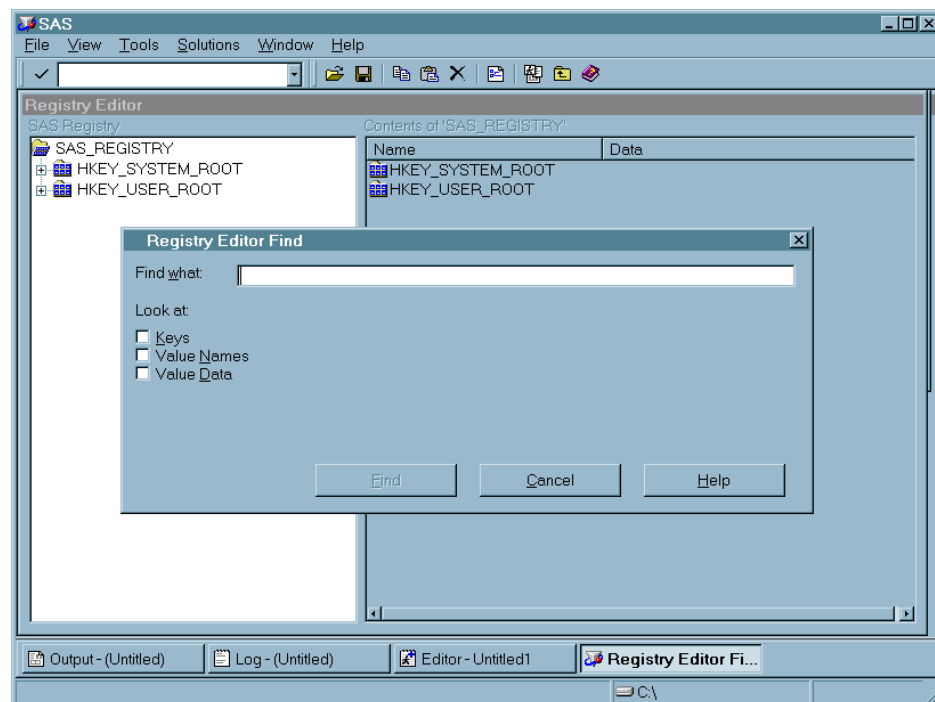 SAS
File View Tools Solutions Window Help
Registry Editor
SAS Registry
Contents of 'SAS_REGISTRY'
SAS_REGISTRY
HKEY_SYSTEM_ROOT
HKEY_USER_ROOT
Name Data
HKEY_SYSTEM_ROOT
HKEY_USER_ROOT
Registry Editor Find
Find what:
Look at:
Keys
Value Names
Value Data
Find Cancel Help
Output - (Untitled) Log - (Untitled) Editor - Untitled1 Registry Editor Fi...
C:\